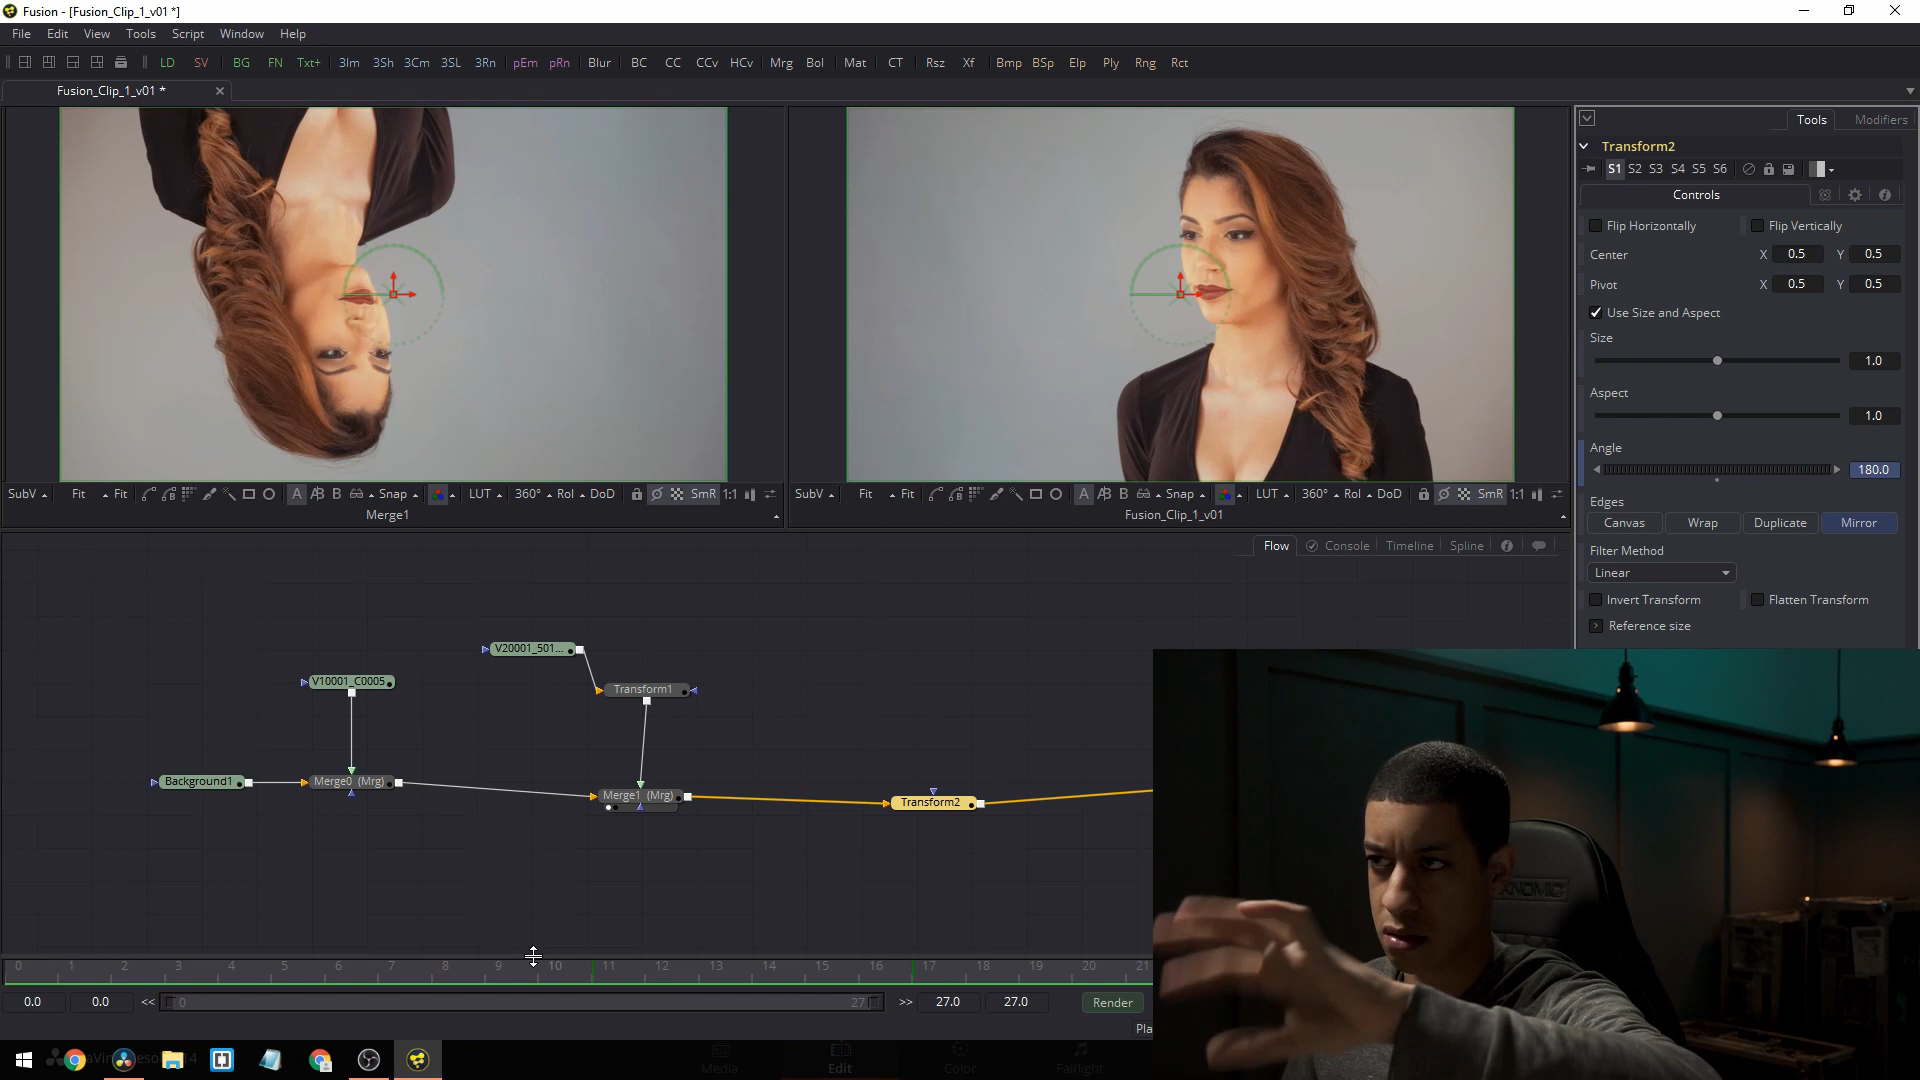 Fusion - [Fusion_Clip_1_v01 *]
File Edit View Tools Script Window Help
LD SV BG FN Txt+ 3Im 3Sh 3Cm 3SL 3Rn pEm pRn Blur BC CC CCv HCv Mrg Bol Mat CT Rsz Xf Bmp BSp Elp Ply Rng Rct
Fusion_Clip_1_v01 *
Tools Modifiers
Transform2
S1 S2 S3 S4 S5 S6
Controls
Flip Horizontally Flip Vertically
Center X 0.5 Y 0.5
Pivot X 0.5 Y 0.5
Use Size and Aspect
Size
1.0
Aspect
1.0
Angle
180.0
Edges
Canvas Wrap Duplicate Mirror
Filter Method
Linear
Invert Transform Flatten Transform
Reference size
SubV Fit Fit A B Snap LUT 360° RoI DoD SmR 1:1
SubV Fit Fit A B Snap LUT 360° RoI DoD SmR 1:1
Merge1 Fusion_Clip_1_v01
Flow Console Timeline Spline
V20001_501...
V10001_C0005
Transform1
Background1 Merge0 (Mrg) Merge1 (Mrg) Transform2
0 1 2 3 4 5 6 7 8 9 10 11 12 13 14 15 16 17 18 19 20 21
0.0 0.0 << 0 27 >> 27.0 27.0 Render
Pla
Media Edit Color Fairlight